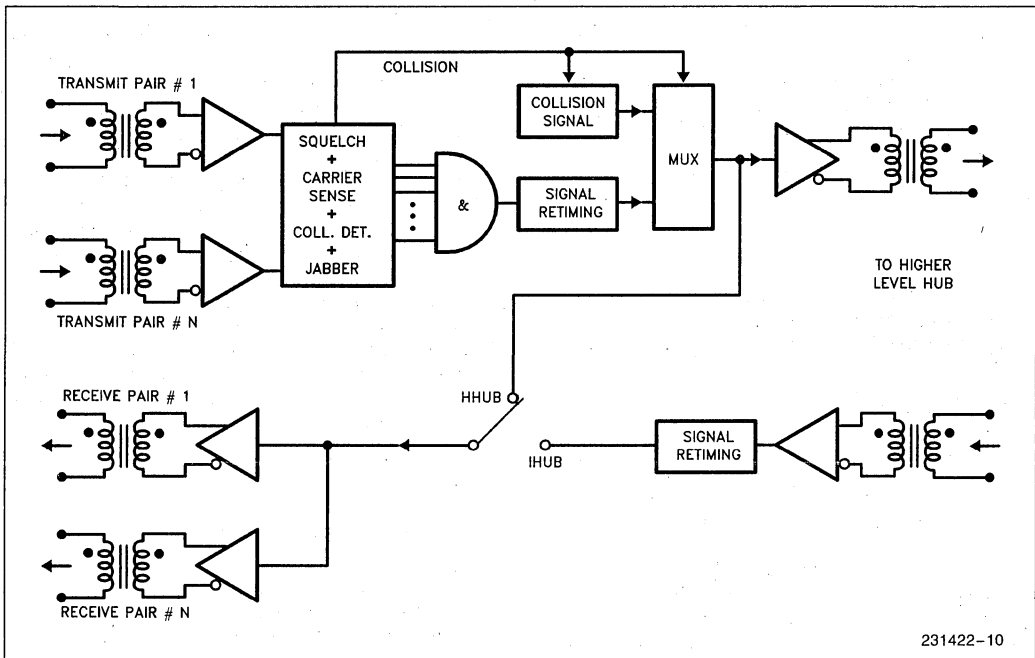 COLLISION
TRANSMIT PAIR # 1
COLLISION
SIGNAL
MUX
SQUELCH
+
CARRIER
SENSE
+
COLL. DET.
+
JABBER
&
SIGNAL
RETIMING
TO HIGHER
LEVEL HUB
TRANSMIT PAIR # N
RECEIVE PAIR # 1
HHUB
IHUB
SIGNAL
RETIMING
RECEIVE PAIR # N
231422-10